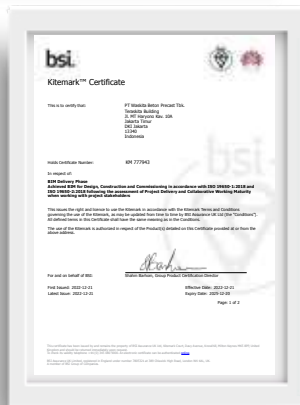 bsi.
Kitemark™ Certificate
This is to certify that:
PT Waskita Beton Precast Tbk.
Teraskita Building
Jl. MT Haryono Kav. 10A
Jakarta Timur
DKI Jakarta
13340
Indonesia
Holds Certificate Number:
KM 777943
In respect of:
BIM Delivery Phase
Achieved BIM for Design, Construction and Commissioning in accordance with ISO 19650-1:2018 and
ISO 19650-2:2018 following the assessment of Project Delivery and Collaborative Working Maturity
when working with project stakeholders
This issues the right and licence to use the Kitemark in accordance with the Kitemark Terms and Conditions
governing the use of the Kitemark, as may be updated from time to time by BSI Assurance UK Ltd (the "Conditions").
All defined terms in this Certificate shall have the same meaning as in the Conditions.
The use of the Kitemark is authorized in respect of the Product(s) detailed on this Certificate provided at or from the
above address.
For and on behalf of BSI:
Shahm Barhom, Group Product Certification Director
First Issued: 2022-12-21
Effective Date: 2022-12-21
Latest Issue: 2022-12-21
Expiry Date: 2025-12-20
Page: 1 of 2